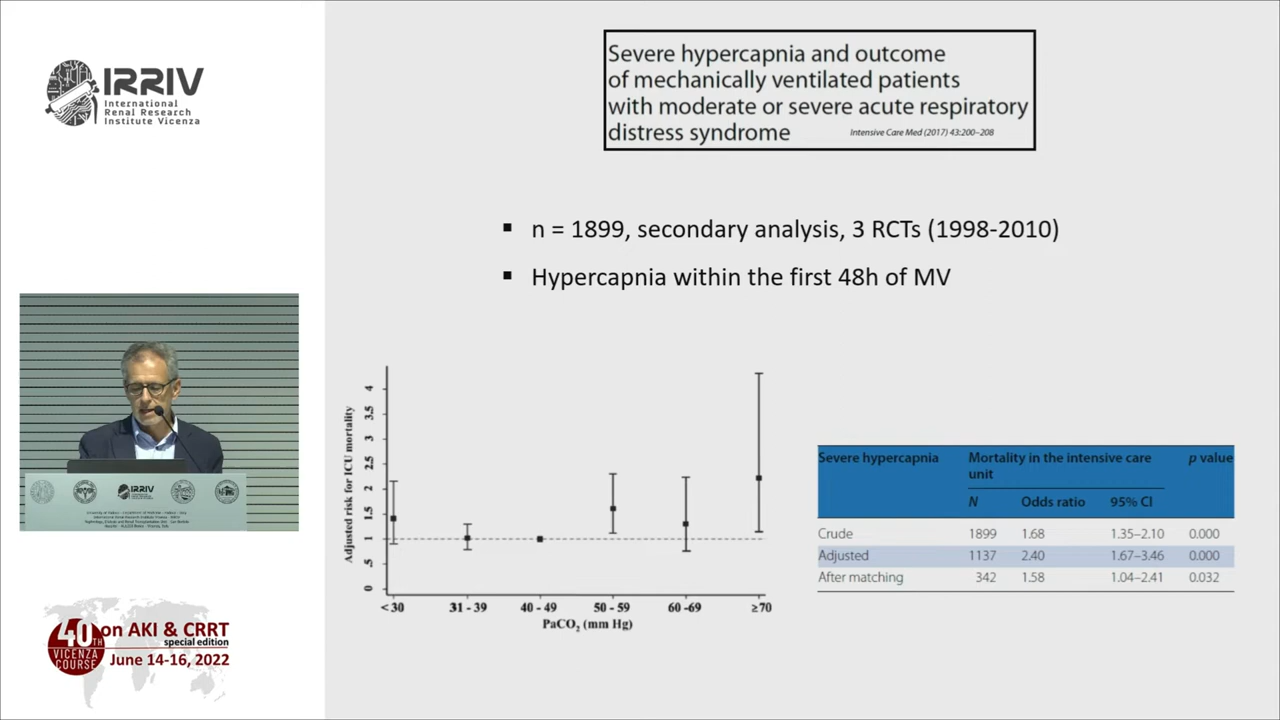 IRRIV
International
Renal Research
Institute Vicenza
Severe hypercapnia and outcome
of mechanically ventilated patients
with moderate or severe acute respiratory
distress syndrome
Intensive Care Med (2017) 43:200–208
▪ n = 1899, secondary analysis, 3 RCTs (1998-2010)
▪ Hypercapnia within the first 48h of MV
Adjusted risk for ICU mortality
4
3.5
3
2.5
2
1.5
1
.5
0
<30 31 - 39 40 - 49 50 - 59 60 -69 ≥70
PaCO2 (mm Hg)
Severe hypercapnia Mortality in the intensive care unit p value
N Odds ratio 95% CI
Crude 1899 1.68 1.35–2.10 0.000
Adjusted 1137 2.40 1.67–3.46 0.000
After matching 342 1.58 1.04–2.41 0.032
IRRIV
40TH VICENZA COURSE
on AKI & CRRT
special edition
June 14-16, 2022